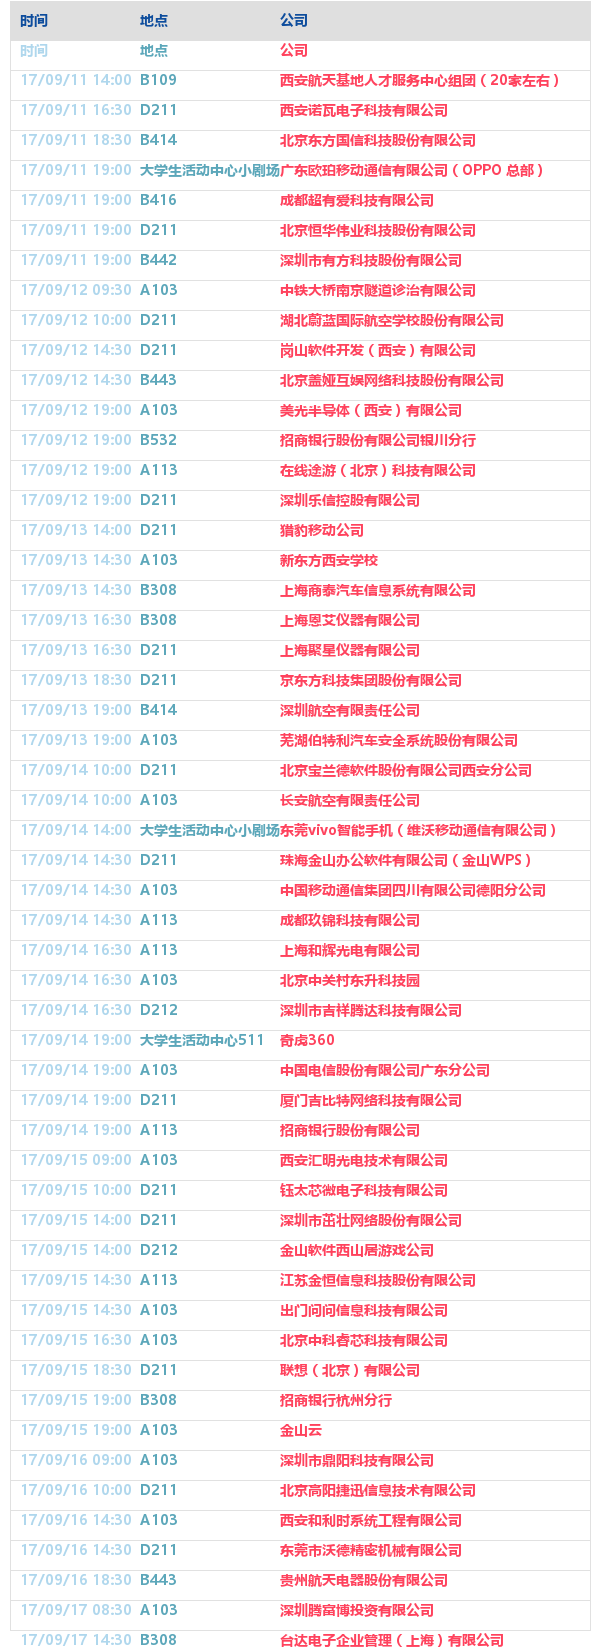 时间 地点 公司
时间 地点 公司
17/09/11 14:00 B109 西安航天基地人才服务中心组团（20家左右）
17/09/11 16:30 D211 西安诺瓦电子科技有限公司
17/09/11 18:30 B414 北京东方国信科技股份有限公司
17/09/11 19:00 大学生活动中心小剧场 广东欧珀移动通信有限公司（OPPO 总部）
17/09/11 19:00 B416 成都超有爱科技有限公司
17/09/11 19:00 D211 北京恒华伟业科技股份有限公司
17/09/11 19:00 B442 深圳市有方科技股份有限公司
17/09/12 09:30 A103 中铁大桥南京隧道诊治有限公司
17/09/12 10:00 D211 湖北蔚蓝国际航空学校股份有限公司
17/09/12 14:30 D211 岗山软件开发（西安）有限公司
17/09/12 14:30 B443 北京盖娅互娱网络科技股份有限公司
17/09/12 19:00 A103 美光半导体（西安）有限公司
17/09/12 19:00 B532 招商银行股份有限公司银川分行
17/09/12 19:00 A113 在线途游（北京）科技有限公司
17/09/12 19:00 D211 深圳乐信控股有限公司
17/09/13 14:00 D211 猎豹移动公司
17/09/13 14:30 A103 新东方西安学校
17/09/13 14:30 B308 上海商泰汽车信息系统有限公司
17/09/13 16:30 B308 上海恩艾仪器有限公司
17/09/13 16:30 D211 上海聚星仪器有限公司
17/09/13 18:30 D211 京东方科技集团股份有限公司
17/09/13 19:00 B414 深圳航空有限责任公司
17/09/13 19:00 A103 芜湖伯特利汽车安全系统股份有限公司
17/09/14 10:00 D211 北京宝兰德软件股份有限公司西安分公司
17/09/14 10:00 A103 长安航空有限责任公司
17/09/14 14:00 大学生活动中心小剧场 东莞vivo智能手机（维沃移动通信有限公司）
17/09/14 14:30 D211 珠海金山办公软件有限公司（金山WPS）
17/09/14 14:30 A103 中国移动通信集团四川有限公司德阳分公司
17/09/14 14:30 A113 成都玖锦科技有限公司
17/09/14 16:30 A113 上海和辉光电有限公司
17/09/14 16:30 A103 北京中关村东升科技园
17/09/14 16:30 D212 深圳市吉祥腾达科技有限公司
17/09/14 19:00 大学生活动中心511 奇虎360
17/09/14 19:00 A103 中国电信股份有限公司广东分公司
17/09/14 19:00 D211 厦门吉比特网络科技有限公司
17/09/14 19:00 A113 招商银行股份有限公司
17/09/15 09:00 A103 西安汇明光电技术有限公司
17/09/15 10:00 D211 钰太芯微电子科技有限公司
17/09/15 14:00 D211 深圳市茁壮网络股份有限公司
17/09/15 14:00 D212 金山软件西山居游戏公司
17/09/15 14:30 A113 江苏金恒信息科技股份有限公司
17/09/15 14:30 A103 出门问问信息科技有限公司
17/09/15 16:30 A103 北京中科睿芯科技有限公司
17/09/15 18:30 D211 联想（北京）有限公司
17/09/15 19:00 B308 招商银行杭州分行
17/09/15 19:00 A103 金山云
17/09/16 09:00 A103 深圳市鼎阳科技有限公司
17/09/16 10:00 D211 北京高阳捷迅信息技术有限公司
17/09/16 14:30 A103 西安和利时系统工程有限公司
17/09/16 14:30 D211 东莞市沃德精密机械有限公司
17/09/16 18:30 B443 贵州航天电器股份有限公司
17/09/17 08:30 A103 深圳腾富博投资有限公司
17/09/17 14:30 B308 台达电子企业管理（上海）有限公司